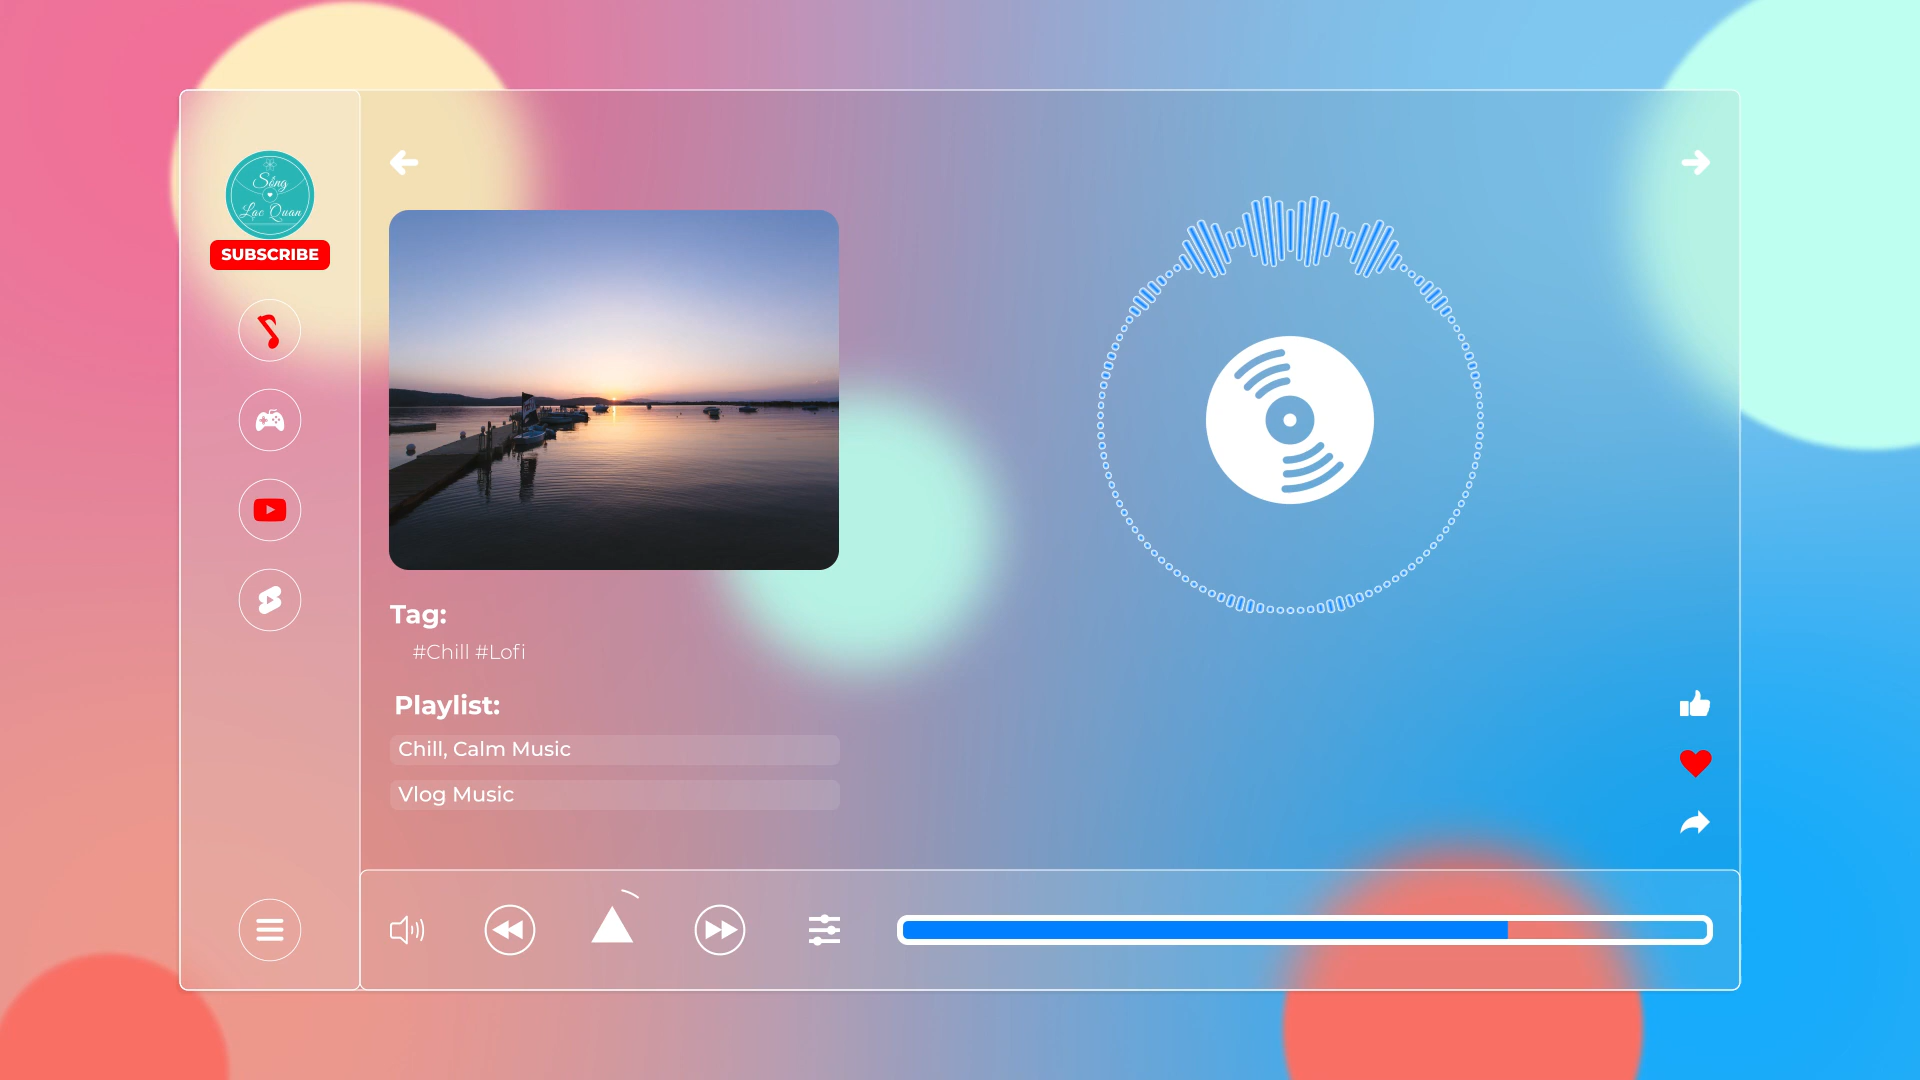 Sống
Lạc Quan
SUBSCRIBE
Tag:
#Chill #Lofi
Playlist:
Chill, Calm Music
Vlog Music